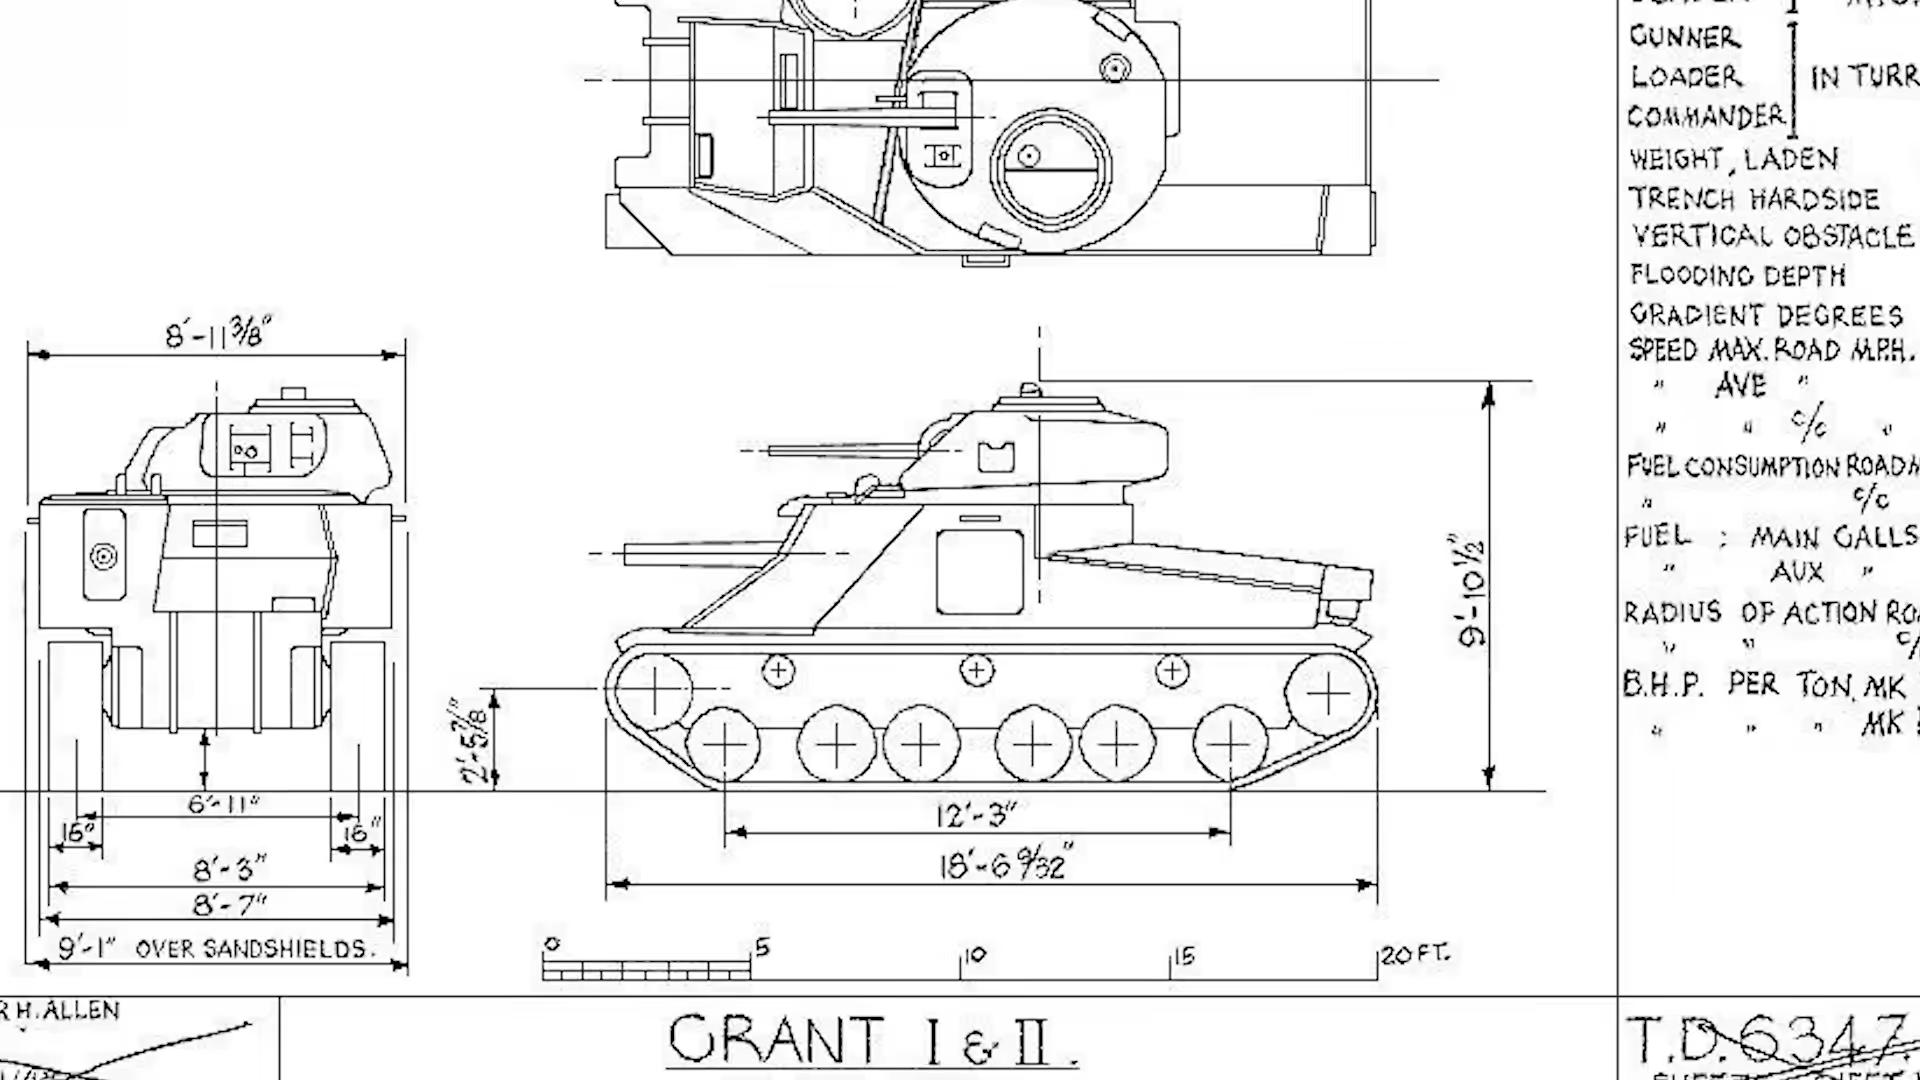 GUNNER
LOADER
COMMANDER
IN TURR
WEIGHT, LADEN
TRENCH HARDSIDE
VERTICAL OBSTACLE
FLOODING DEPTH
GRADIENT DEGREES
SPEED MAX. ROAD M.P.H.
" AVE "
" " c/c "
FUEL CONSUMPTION ROAD
" c/c
FUEL : MAIN GALLS
" AUX "
RADIUS OF ACTION RO
" " c/
B.H.P. PER TON, MK
" " " MK
8'-11 3/8"
9'-10 1/2"
2'-5 7/8"
6'-11"
16"
16"
12'-3"
8'-3"
18'-6 9/32"
8'-7"
9'-1" OVER SANDSHIELDS.
0 5 10 15 20 FT.
R H. ALLEN
GRANT I & II.
T.D. 6347.